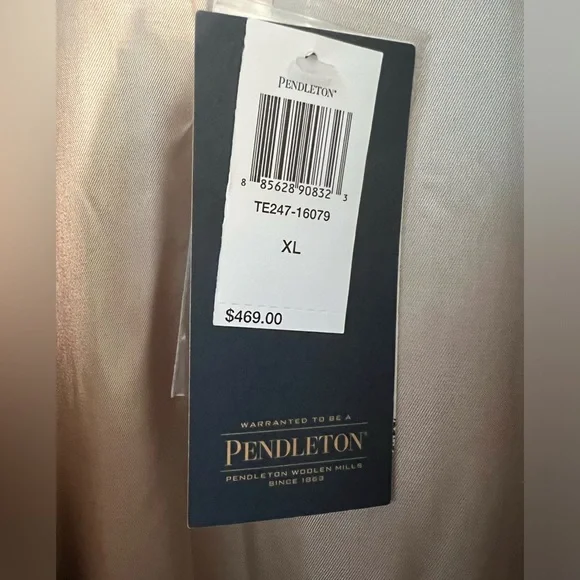 PENDLETON®
8 85628 90832 3
TE247-16079
XL
$469.00
WARRANTED TO BE A
PENDLETON®
PENDLETON WOOLEN MILLS
SINCE 1863